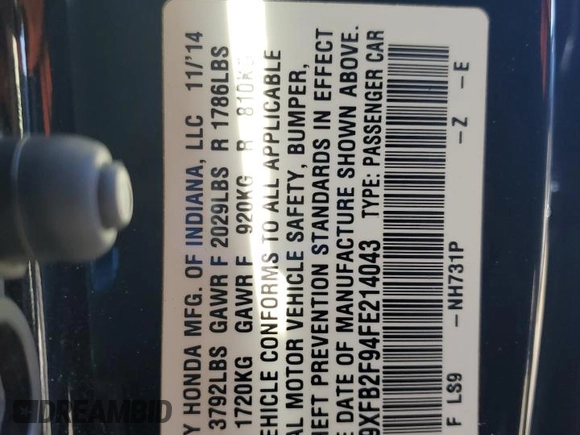 Y HONDA MFG. OF INDIANA, LLC 11/'14
3792LBS GAWR F 2029LBS R 1786LBS
1720KG GAWR F 920KG R 810KG
EHICLE CONFORMS TO ALL APPLICABLE
AL MOTOR VEHICLE SAFETY, BUMPER,
HEFT PREVENTION STANDARDS IN EFFECT
E DATE OF MANUFACTURE SHOWN ABOVE.
9XFB2F94FE214043 TYPE: PASSENGER CAR
F LS9 -NH731P -Z -E
DREAMBID